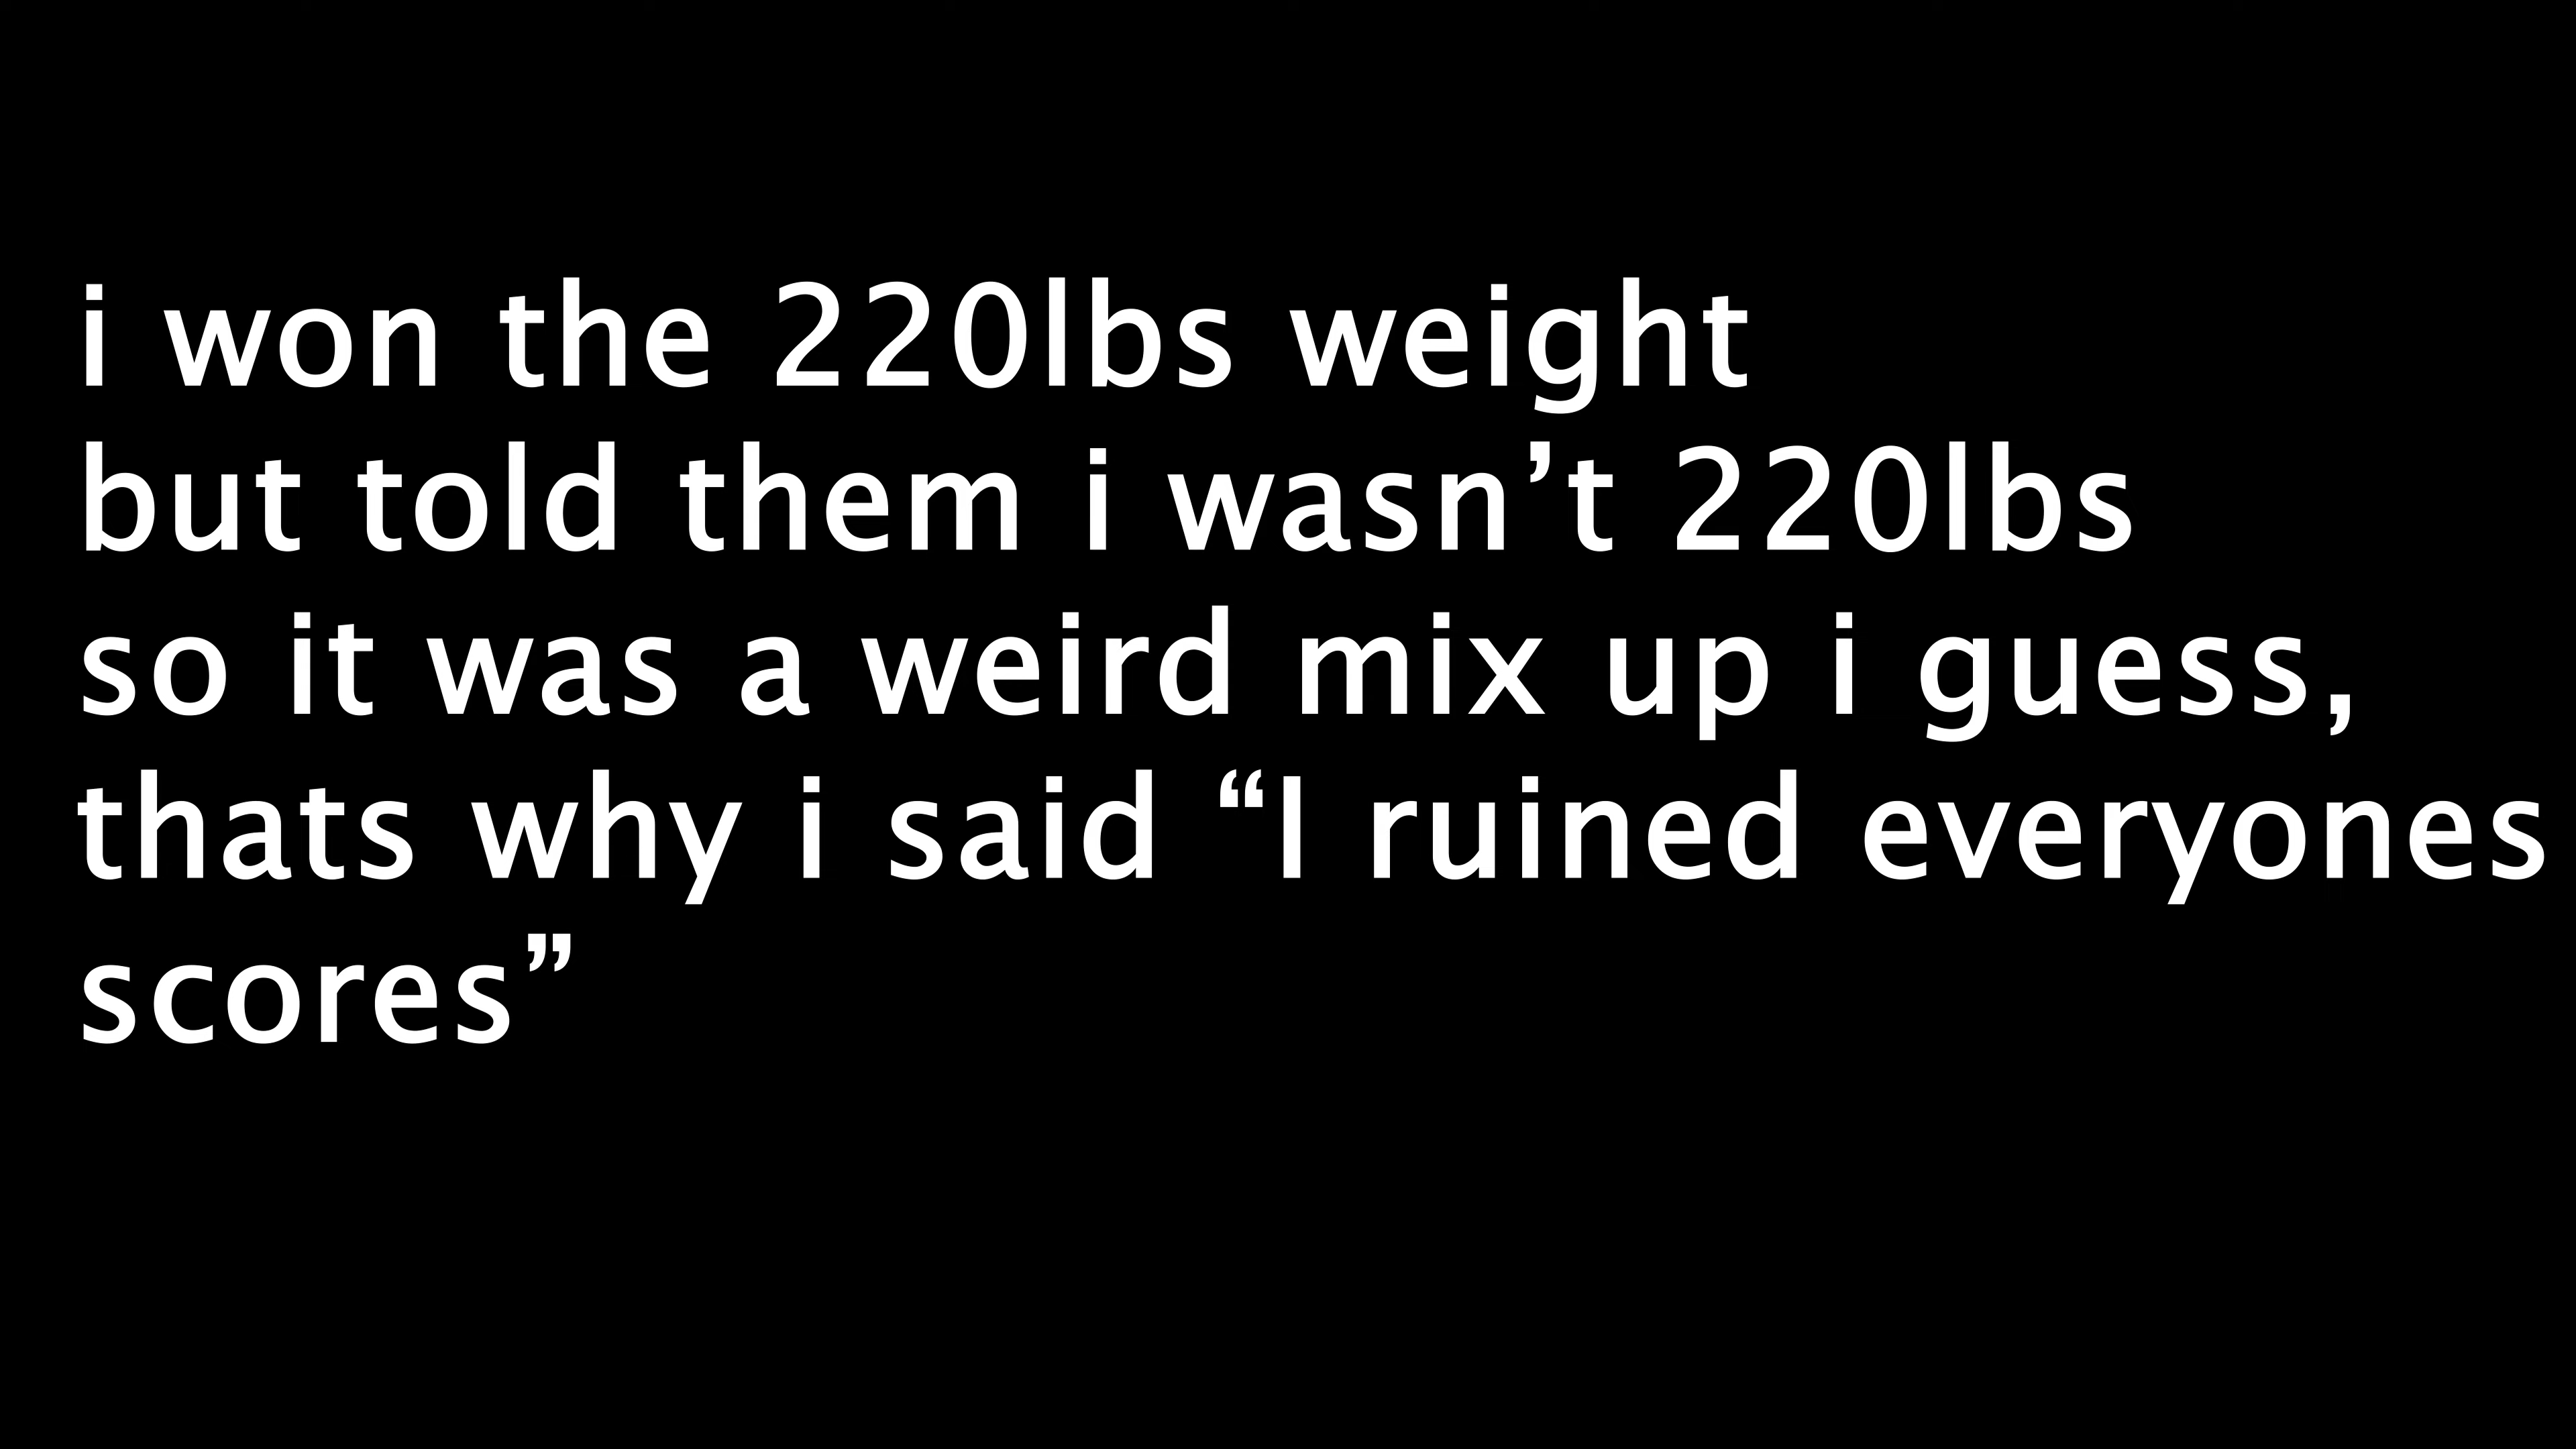 i won the 220lbs weight
but told them i wasn’t 220lbs
so it was a weird mix up i guess,
thats why i said “I ruined everyones
scores”